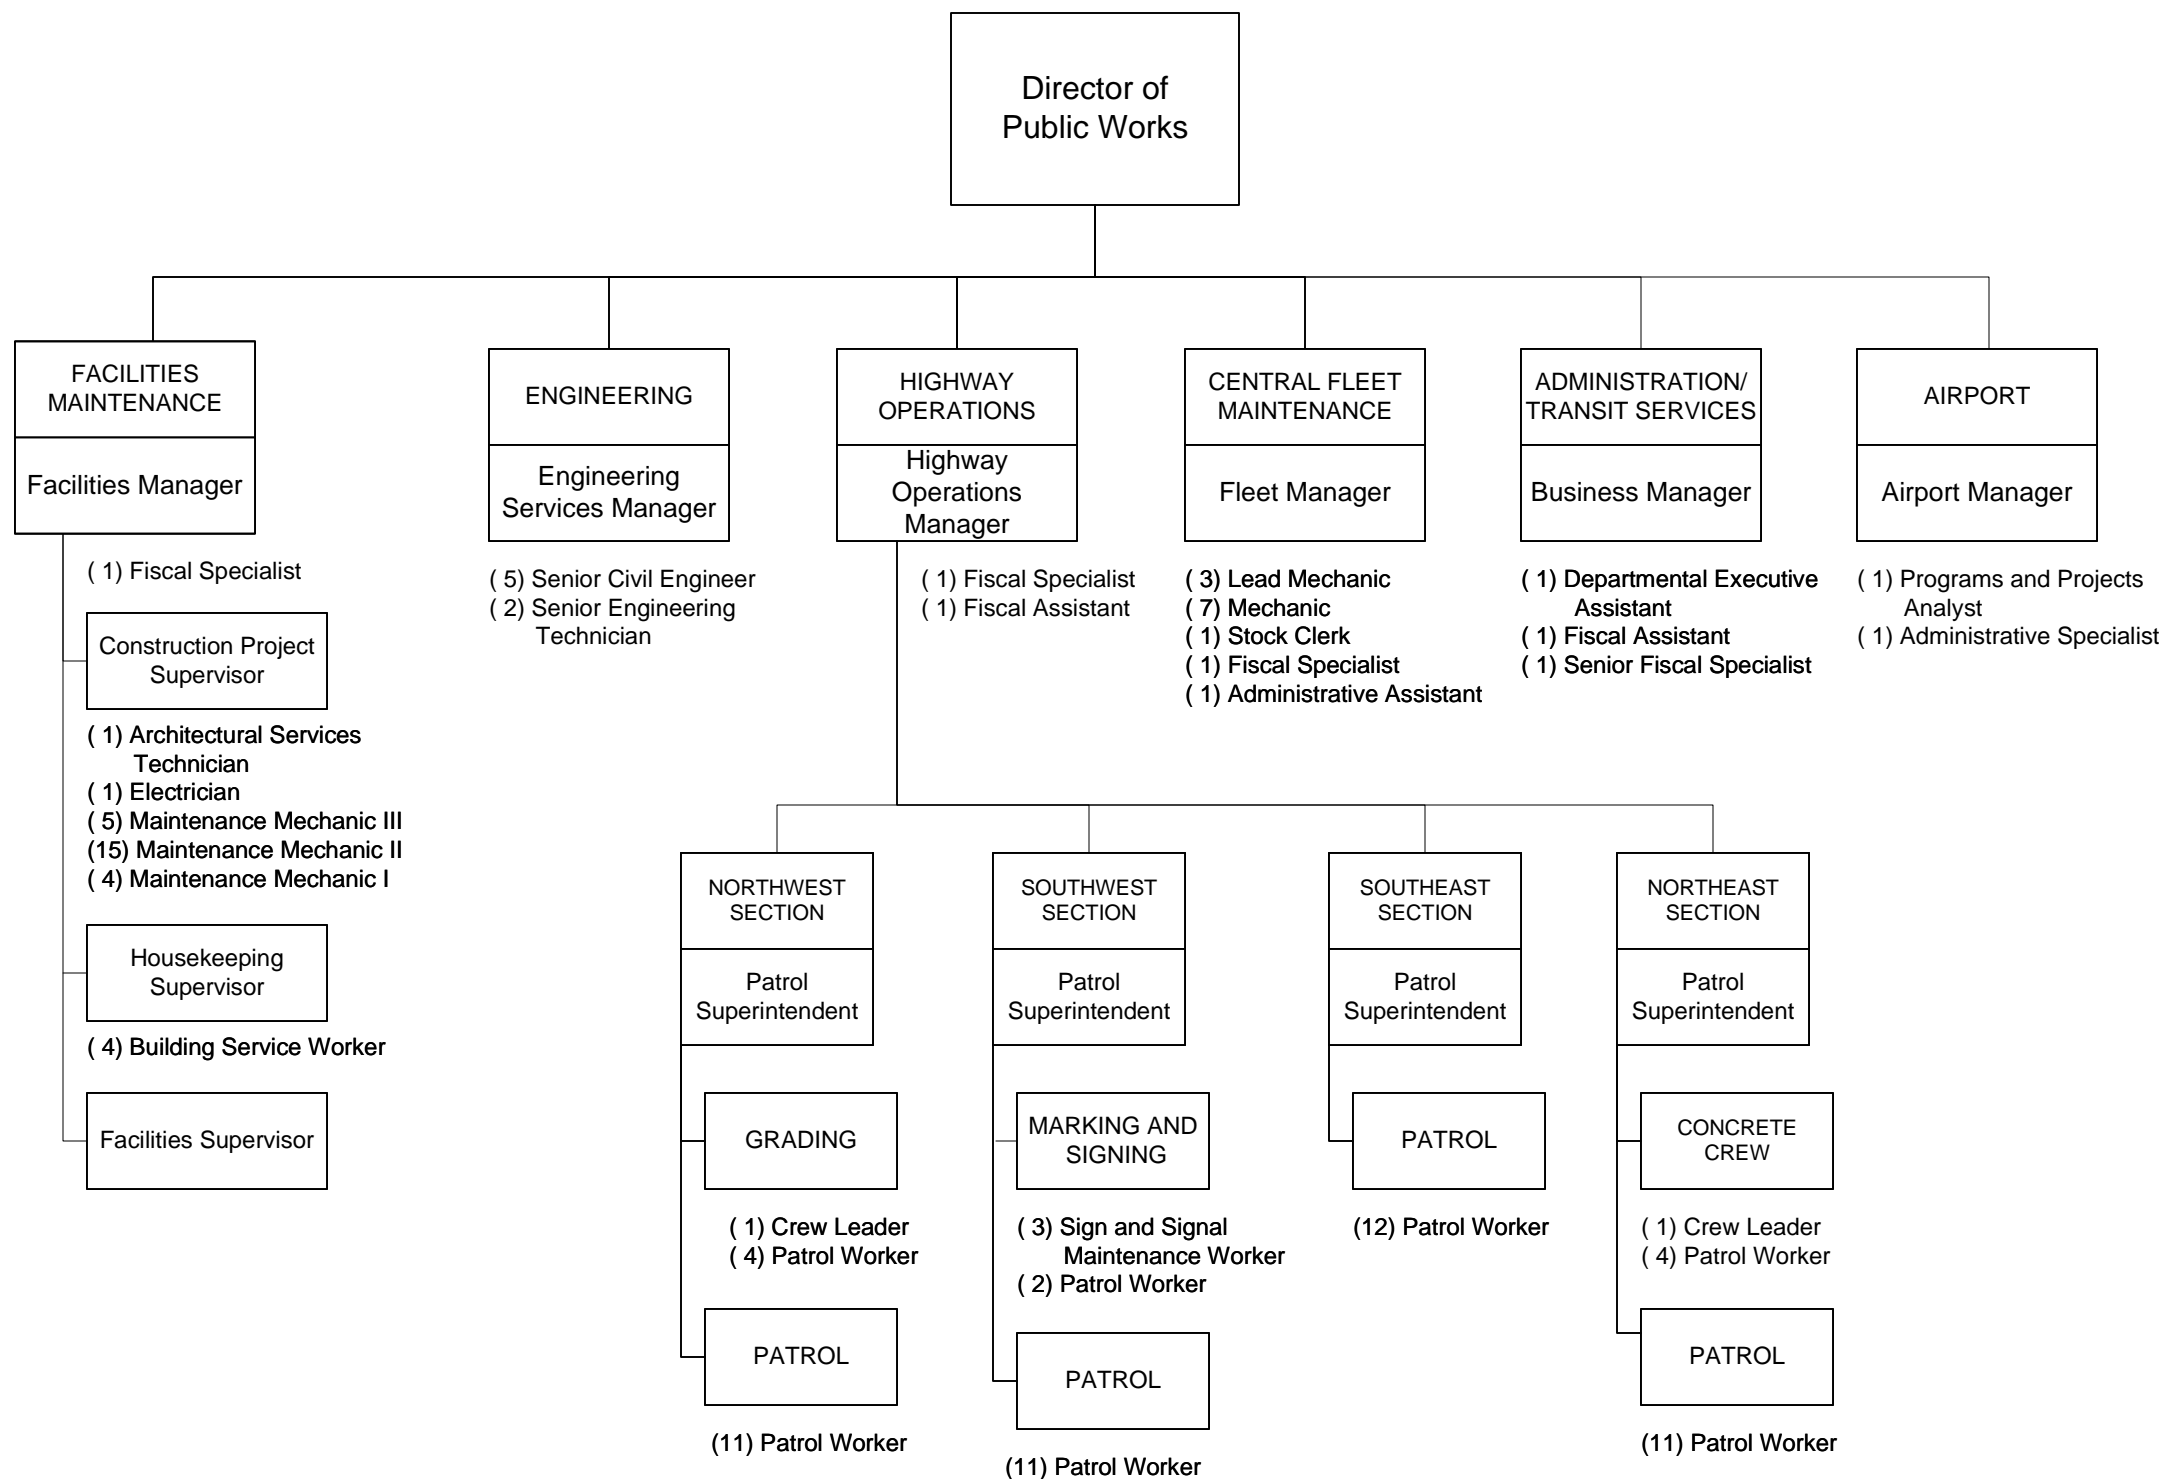 Director of
Public Works
FACILITIES
MAINTENANCE
Facilities Manager
( 1) Fiscal Specialist
Construction Project
Supervisor
( 1) Architectural Services
Technician
( 1) Electrician
( 5) Maintenance Mechanic III
(15) Maintenance Mechanic II
( 4) Maintenance Mechanic I
Housekeeping
Supervisor
( 4) Building Service Worker
Facilities Supervisor
ENGINEERING
Engineering
Services Manager
( 5) Senior Civil Engineer
( 2) Senior Engineering
Technician
HIGHWAY
OPERATIONS
Highway
Operations
Manager
( 1) Fiscal Specialist
( 1) Fiscal Assistant
CENTRAL FLEET
MAINTENANCE
Fleet Manager
( 3) Lead Mechanic
( 7) Mechanic
( 1) Stock Clerk
( 1) Fiscal Specialist
( 1) Administrative Assistant
ADMINISTRATION/
TRANSIT SERVICES
Business Manager
( 1) Departmental Executive
Assistant
( 1) Fiscal Assistant
( 1) Senior Fiscal Specialist
AIRPORT
Airport Manager
( 1) Programs and Projects
Analyst
( 1) Administrative Specialist
NORTHWEST
SECTION
Patrol
Superintendent
GRADING
( 1) Crew Leader
( 4) Patrol Worker
PATROL
(11) Patrol Worker
SOUTHWEST
SECTION
Patrol
Superintendent
MARKING AND
SIGNING
( 3) Sign and Signal
Maintenance Worker
( 2) Patrol Worker
PATROL
(11) Patrol Worker
SOUTHEAST
SECTION
Patrol
Superintendent
PATROL
(12) Patrol Worker
NORTHEAST
SECTION
Patrol
Superintendent
CONCRETE
CREW
( 1) Crew Leader
( 4) Patrol Worker
PATROL
(11) Patrol Worker